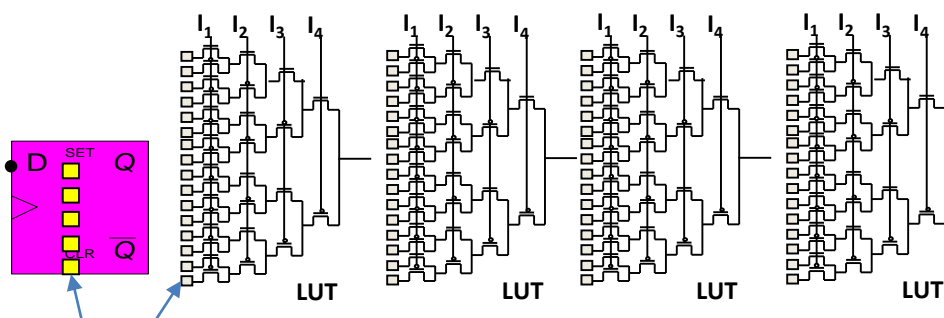 I1 I2 I3 I4 I1 I2 I3 I4 I1 I2 I3 I4 I1 I2 I3 I4
SET
D Q
CLR Q
LUT LUT LUT LUT